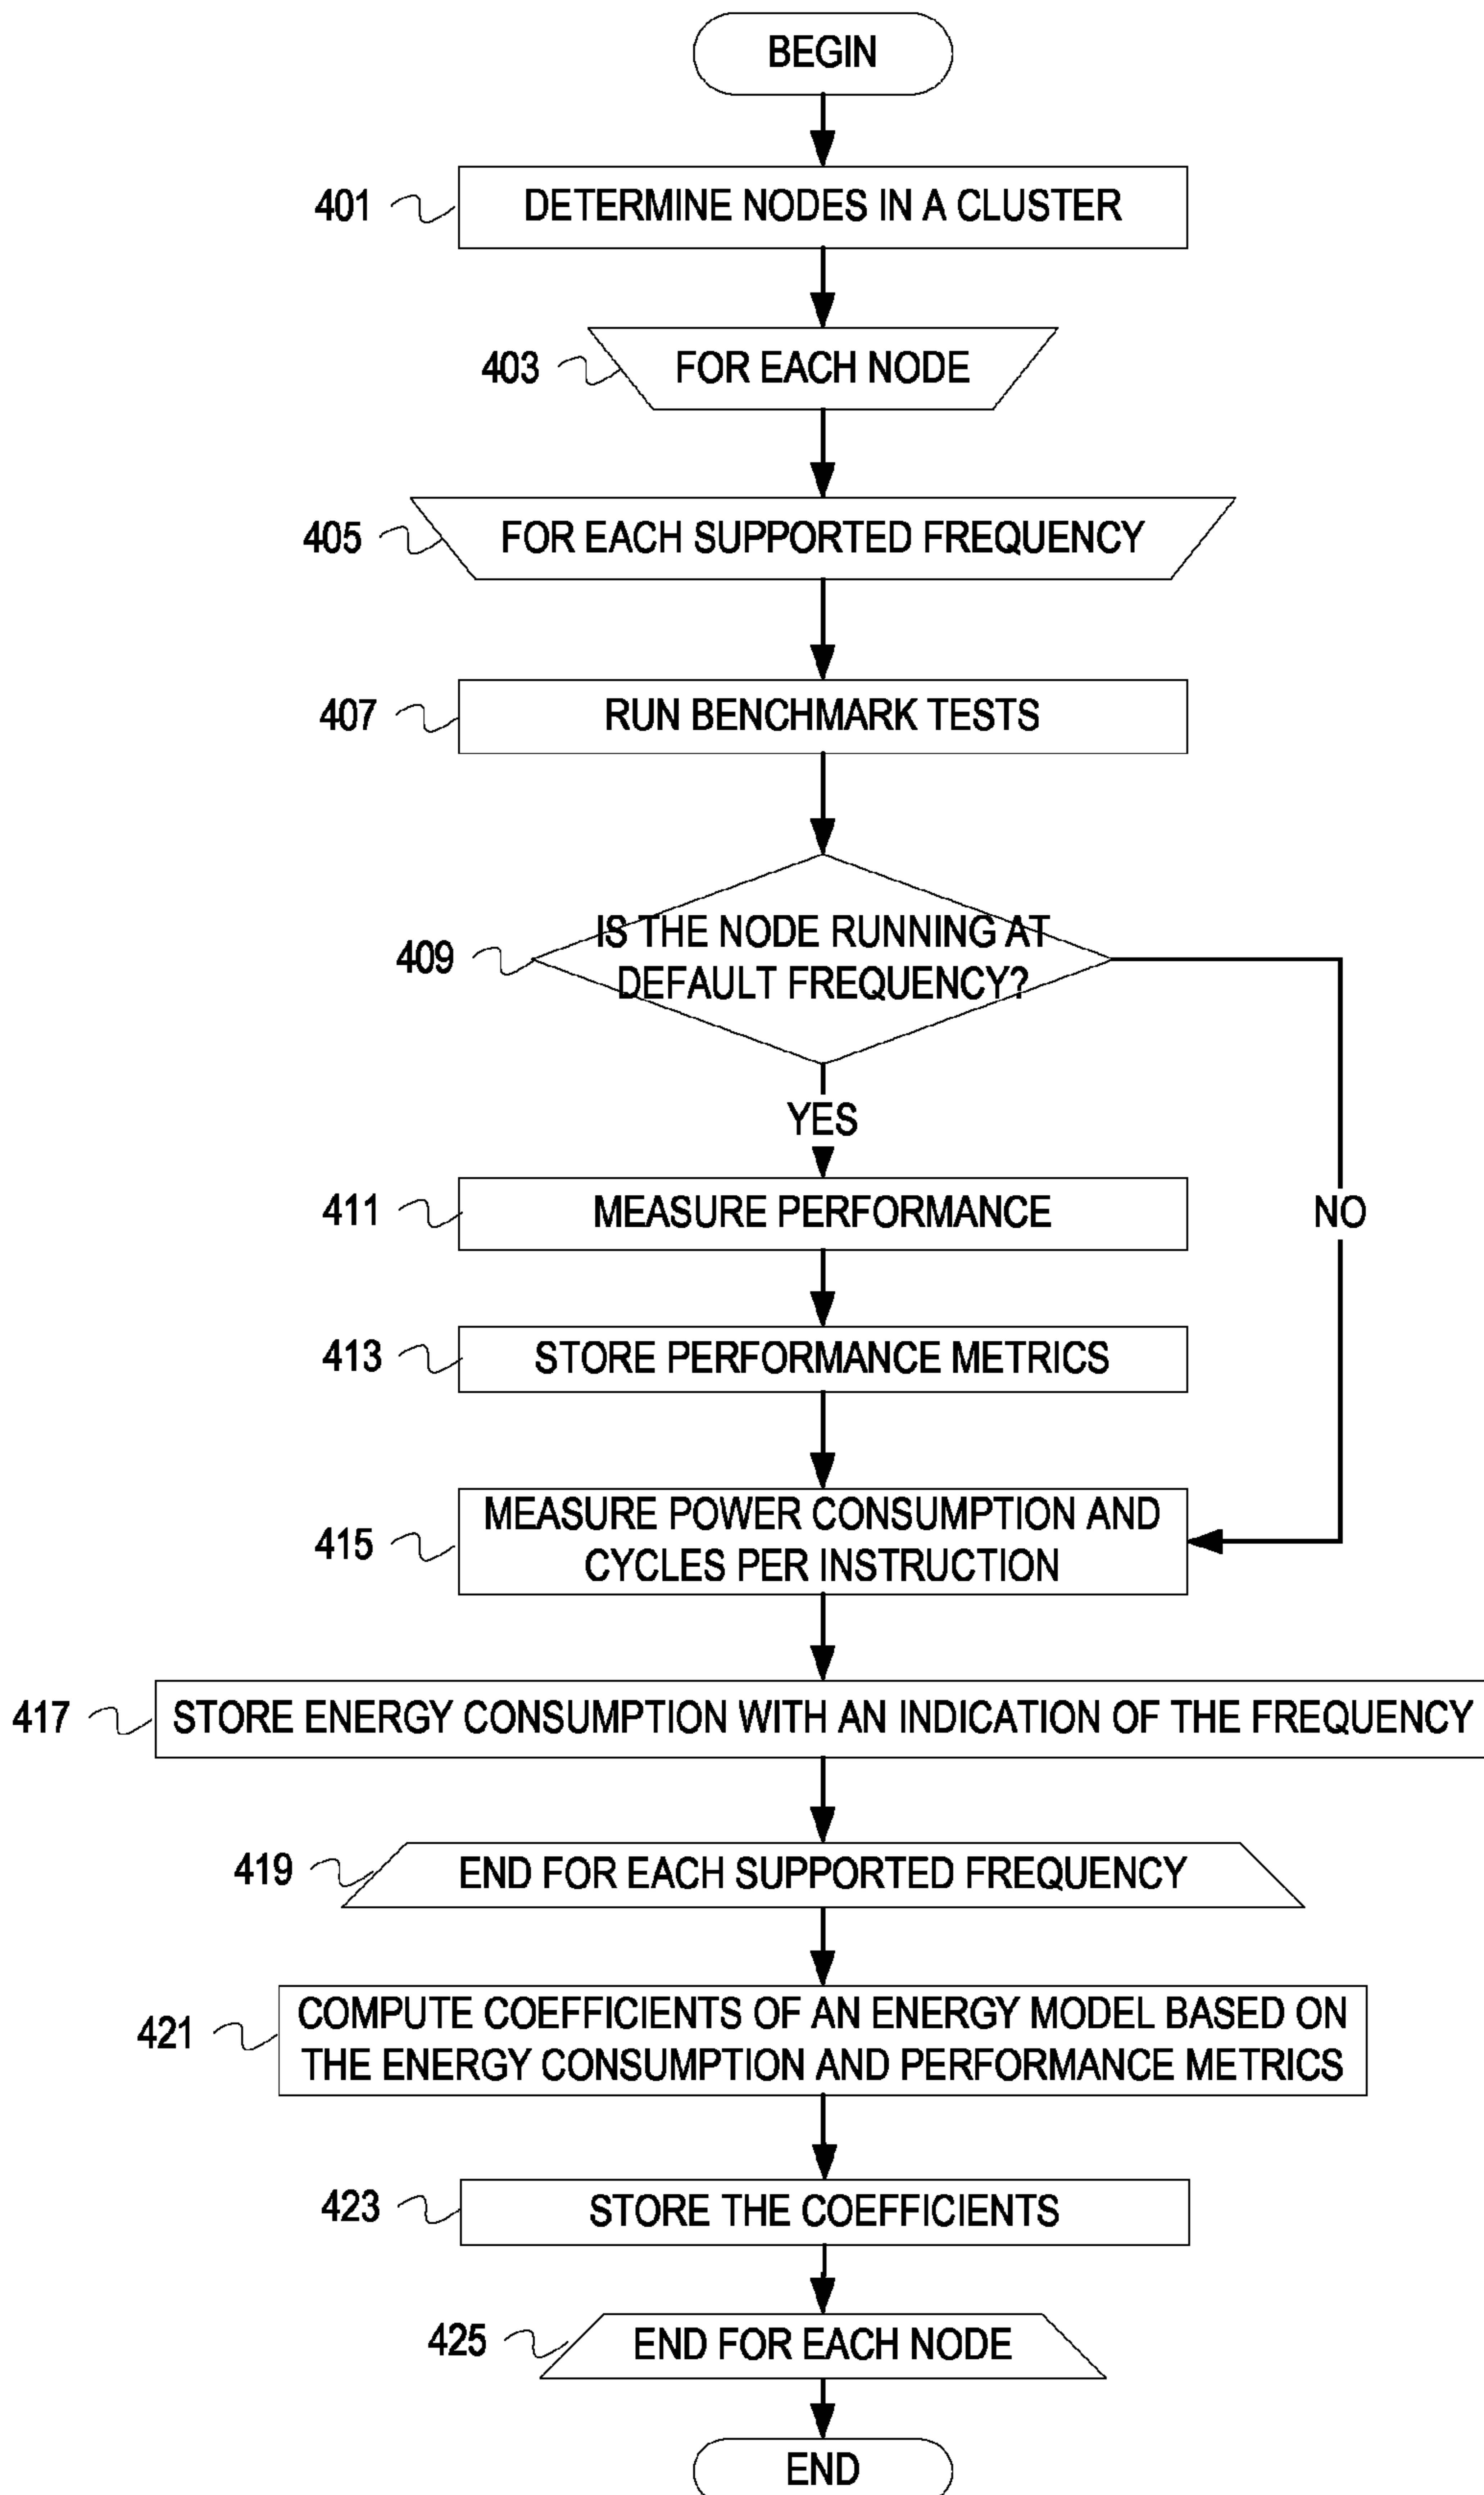 BEGIN
401
DETERMINE NODES IN A CLUSTER
403
FOR EACH NODE
405
FOR EACH SUPPORTED FREQUENCY
407
RUN BENCHMARK TESTS
409
IS THE NODE RUNNING AT
DEFAULT FREQUENCY?
YES
411
MEASURE PERFORMANCE
NO
413
STORE PERFORMANCE METRICS
415
MEASURE POWER CONSUMPTION AND
CYCLES PER INSTRUCTION
417
STORE ENERGY CONSUMPTION WITH AN INDICATION OF THE FREQUENCY
419
END FOR EACH SUPPORTED FREQUENCY
421
COMPUTE COEFFICIENTS OF AN ENERGY MODEL BASED ON
THE ENERGY CONSUMPTION AND PERFORMANCE METRICS
423
STORE THE COEFFICIENTS
425
END FOR EACH NODE
END